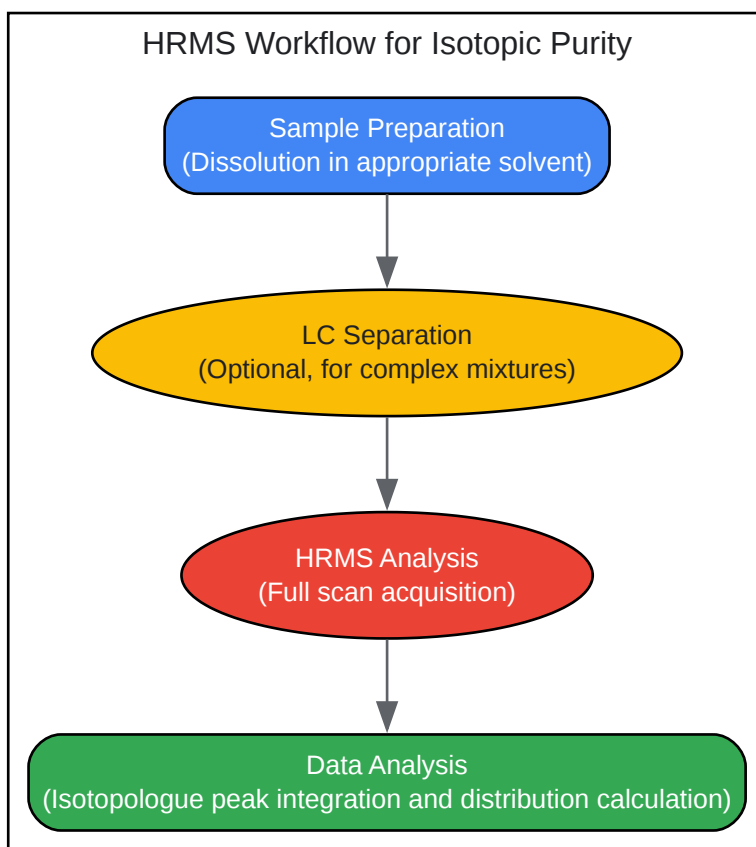 HRMS Workflow for Isotopic Purity
Sample Preparation
(Dissolution in appropriate solvent)
LC Separation
(Optional, for complex mixtures)
HRMS Analysis
(Full scan acquisition)
Data Analysis
(Isotopologue peak integration and distribution calculation)